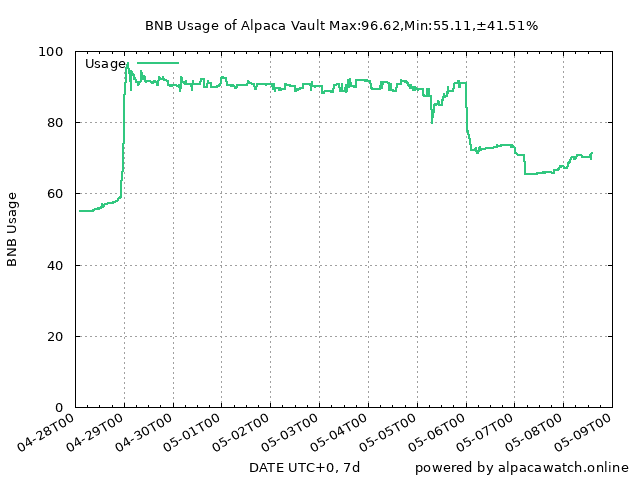 BNB Usage of Alpaca Vault Max:96.62,Min:55.11,±41.51%
Usage
100
80
60
40
20
0
BNB Usage
04-28T00
04-29T00
04-30T00
05-01T00
05-02T00
05-03T00
05-04T00
05-05T00
05-06T00
05-07T00
05-08T00
05-09T00
DATE UTC+0, 7d
powered by alpacawatch.online